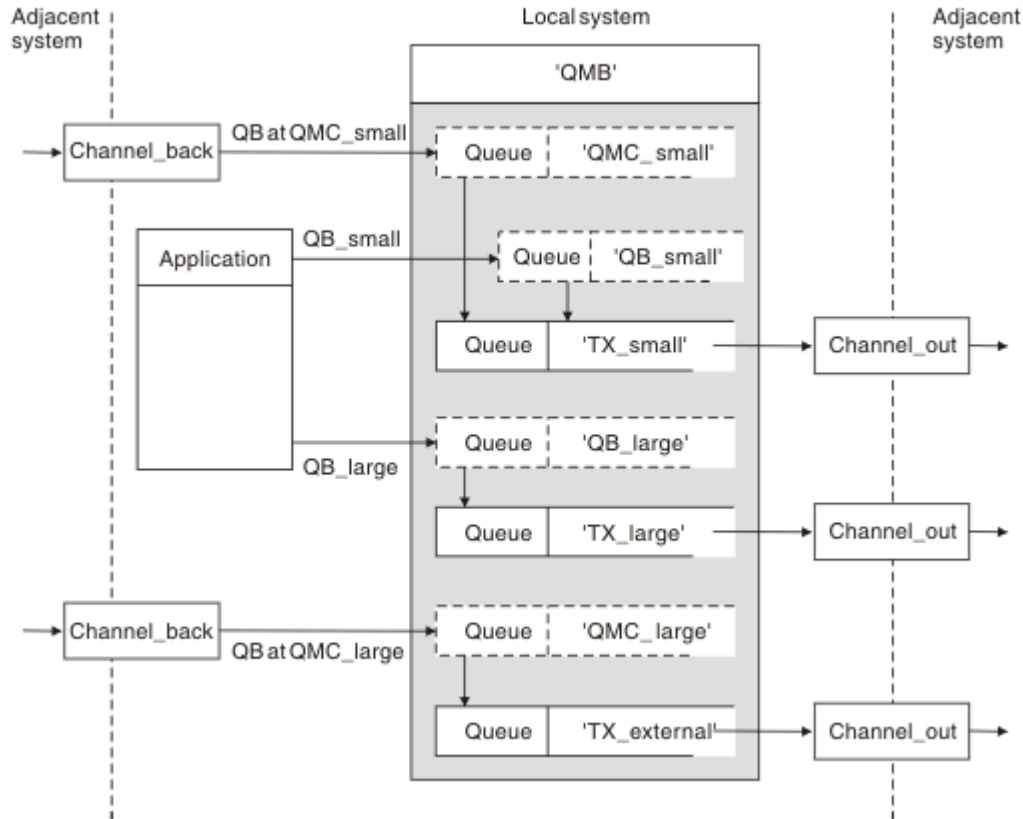 Adjacent
system
Local system
Adjacent
system
'QMB'
Channel_back
QB at QMC_small
Queue
'QMC_small'
Application
QB_small
Queue
'QB_small'
Queue
'TX_small'
Channel_out
QB_large
Queue
'QB_large'
Queue
'TX_large'
Channel_out
Channel_back
QB at QMC_large
Queue
'QMC_large'
Queue
'TX_external'
Channel_out